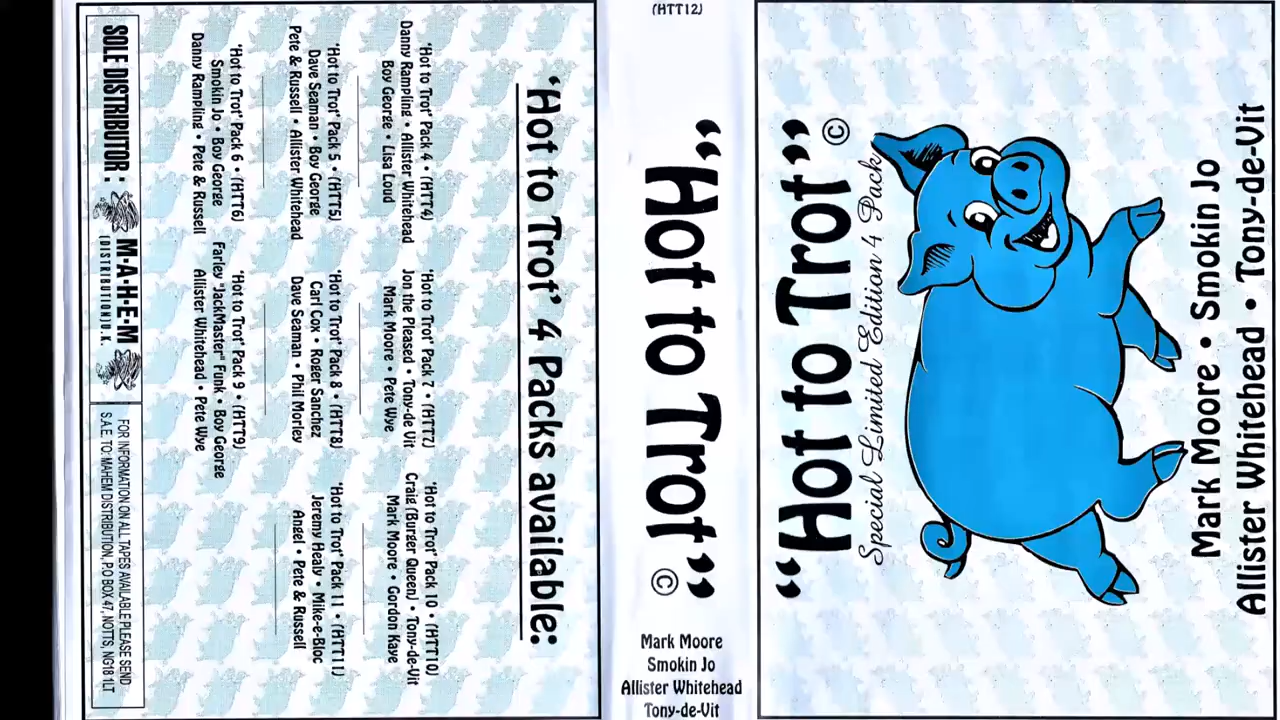 'Hot to Trot' 4 Packs available:
'Hot to Trot' Pack 4 • (HTT4)
Danny Rampling • Allister Whitehead
Boy George • Lisa Loud
'Hot to Trot' Pack 5 • (HTT5)
Dave Seaman • Boy George
Pete & Russell • Allister Whitehead
'Hot to Trot' Pack 6 • (HTT6)
Smokin Jo • Boy George
Danny Rampling • Pete & Russell
'Hot to Trot' Pack 7 • (HTT7)
Jon the Pleased • Tony-de Vit
Mark Moore • Pete Wye
'Hot to Trot' Pack 8 • (HTT8)
Carl Cox • Roger Sanchez
Dave Seaman • Phil Morley
'Hot to Trot' Pack 9 • (HTT9)
Farley "JackMaster" Funk • Boy George
Allister Whitehead • Pete Wye
'Hot to Trot' Pack 10 • (HTT10)
Craig (Burger Queen) • Tony-de-Vit
Mark Moore • Gordon Kaye
'Hot to Trot' Pack 11 • (HTT11)
Jeremy Healy • Mike-e-Bloc
Angel • Pete & Russell
SOLE DISTRIBUTOR :
M•A•H•E•M
(DISTRIBUTION) U.K.
FOR INFORMATION ON ALL TAPES AVAILABLE PLEASE SEND
S.A.E. TO: MAHEM DISTRIBUTION, P.O BOX 47, NOTTS, NG18 1LT
(HTT12)
"Hot to Trot" ©
Mark Moore
Smokin Jo
Allister Whitehead
Tony-de-Vit
"Hot to Trot" ©
Special Limited Edition 4 Pack
Mark Moore • Smokin Jo
Allister Whitehead • Tony-de-Vit